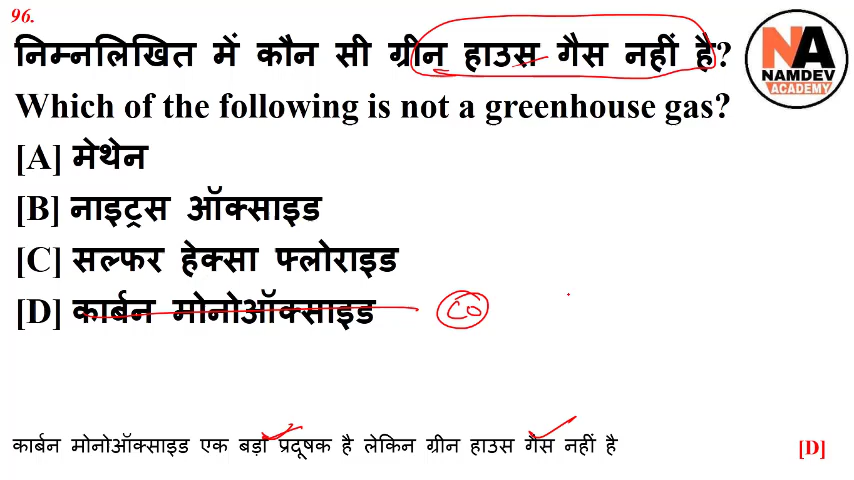 96.
निम्नलिखित में कौन सी ग्रीन हाउस गैस नहीं है?
Which of the following is not a greenhouse gas?
[A] मेथेन
[B] नाइट्रस ऑक्साइड
[C] सल्फर हेक्सा फ्लोराइड
[D] कार्बन मोनोऑक्साइड
CO
कार्बन मोनोऑक्साइड एक बड़ा प्रदूषक है लेकिन ग्रीन हाउस गैस नहीं है
[D]
NA
NAMDEV
ACADEMY